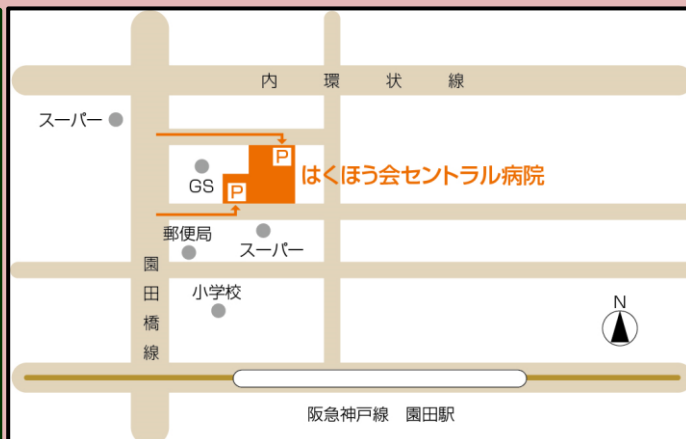 内環状線
スーパー
P
はくほう会セントラル病院
GS
P
郵便局
スーパー
園田橋線
小学校
N
阪急神戸線 園田駅